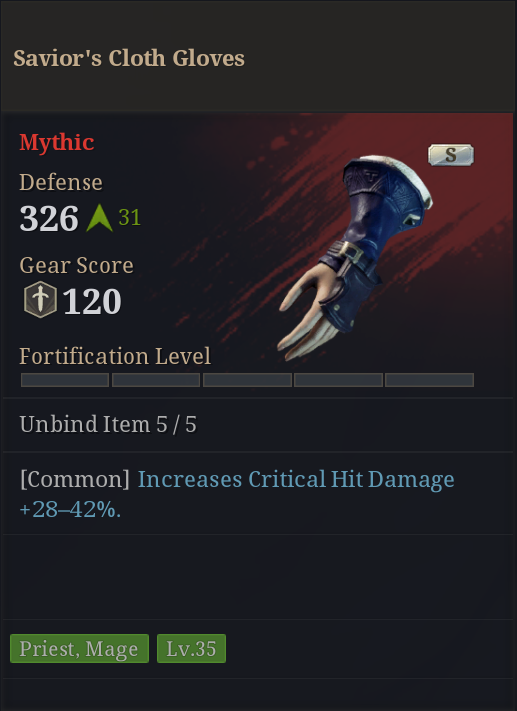 Savior's Cloth Gloves
Mythic
S
Defense
326 31
Gear Score
120
Fortification Level
Unbind Item 5 / 5
[Common] Increases Critical Hit Damage
+28–42%.
Priest, Mage Lv.35